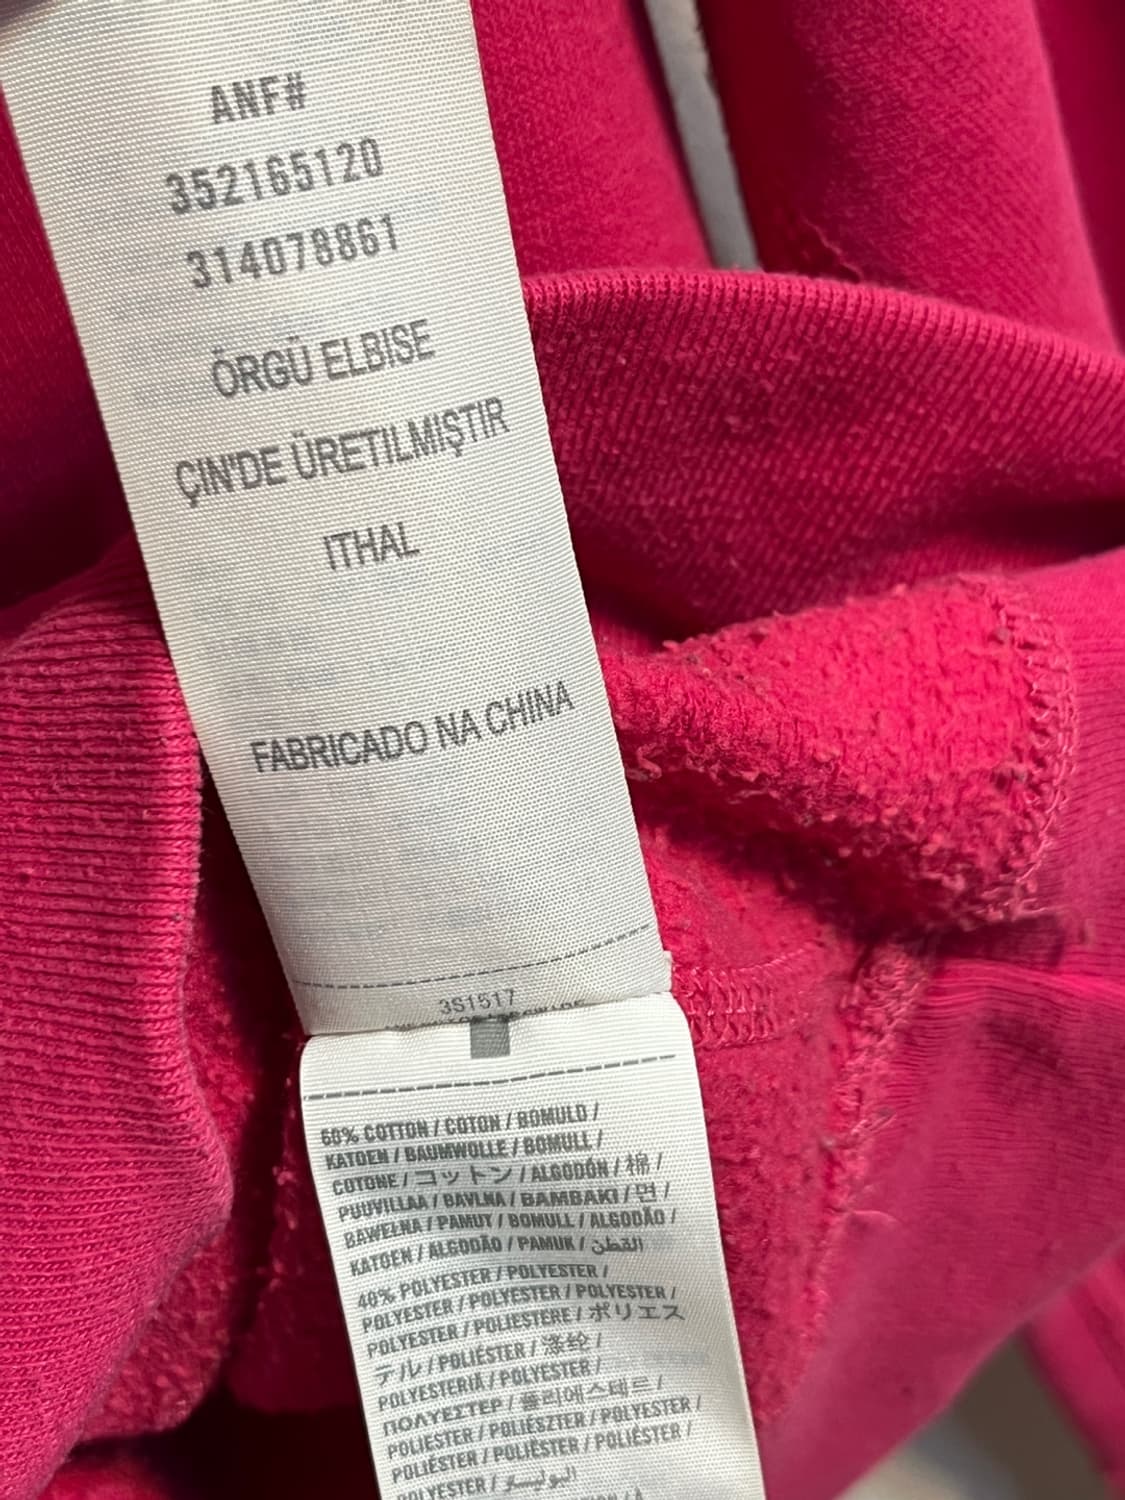 ANF#
352165120
314078861
ÖRGÜ ELBISE
ÇIN'DE ÜRETILMIŞTIR
ITHAL
FABRICADO NA CHINA
3S1517
60% COTTON / COTON / BOMULD /
KATOEN / BAUMWOLLE / BOMULL /
COTONE / コットン / ALGODÓN / 棉 /
PUUVILLAA / BAVLNA / ΒΑΜΒΑΚΙ / 면 /
BAWEŁNA / PAMUT / BOMULL / ALGODÃO /
KATOEN / ALGODÃO / PAMUK / القطن
40% POLYESTER / POLYESTER /
POLYESTER / POLYESTER / POLYESTER /
POLYESTER / POLIESTERE / ポリエス
テル / POLIÉSTER / 涤纶 /
POLYESTERIÄ / POLYESTER /
ΠΟΛΥΕΣΤΕΡ / 폴리에스테르 /
POLIESTER / POLIÉSZTER / POLYESTER /
POLIÉSTER / POLIÉSTER / POLIÉSTER /
POLYESTER / البوليستر